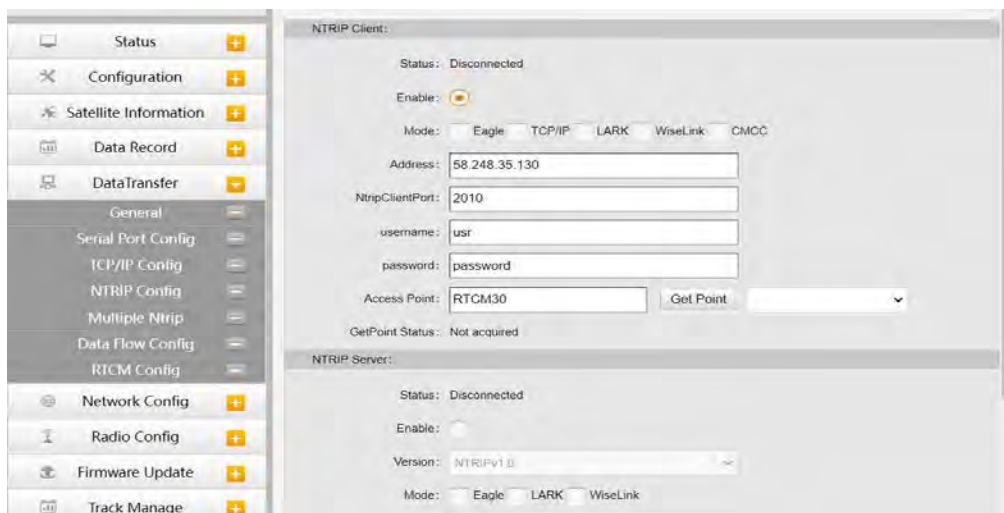 Status
Configuration
Satellite Information
Data Record
DataTransfer
General
Serial Port Config
TCP/IP Config
NTRIP Config
Multiple Ntrip
Data Flow Config
RTCM Config
Network Config
Radio Config
Firmware Update
Track Manage
NTRIP Client:
Status: Disconnected
Enable:
Mode: Eagle TCP/IP LARK WiseLink CMCC
Address: 58.248.35.130
NtripClientPort: 2010
username: usr
password: password
Access Point: RTCM30 Get Point
GetPoint Status: Not acquired
NTRIP Server:
Status: Disconnected
Enable:
Version: NTRIPv1.0
Mode: Eagle LARK WiseLink